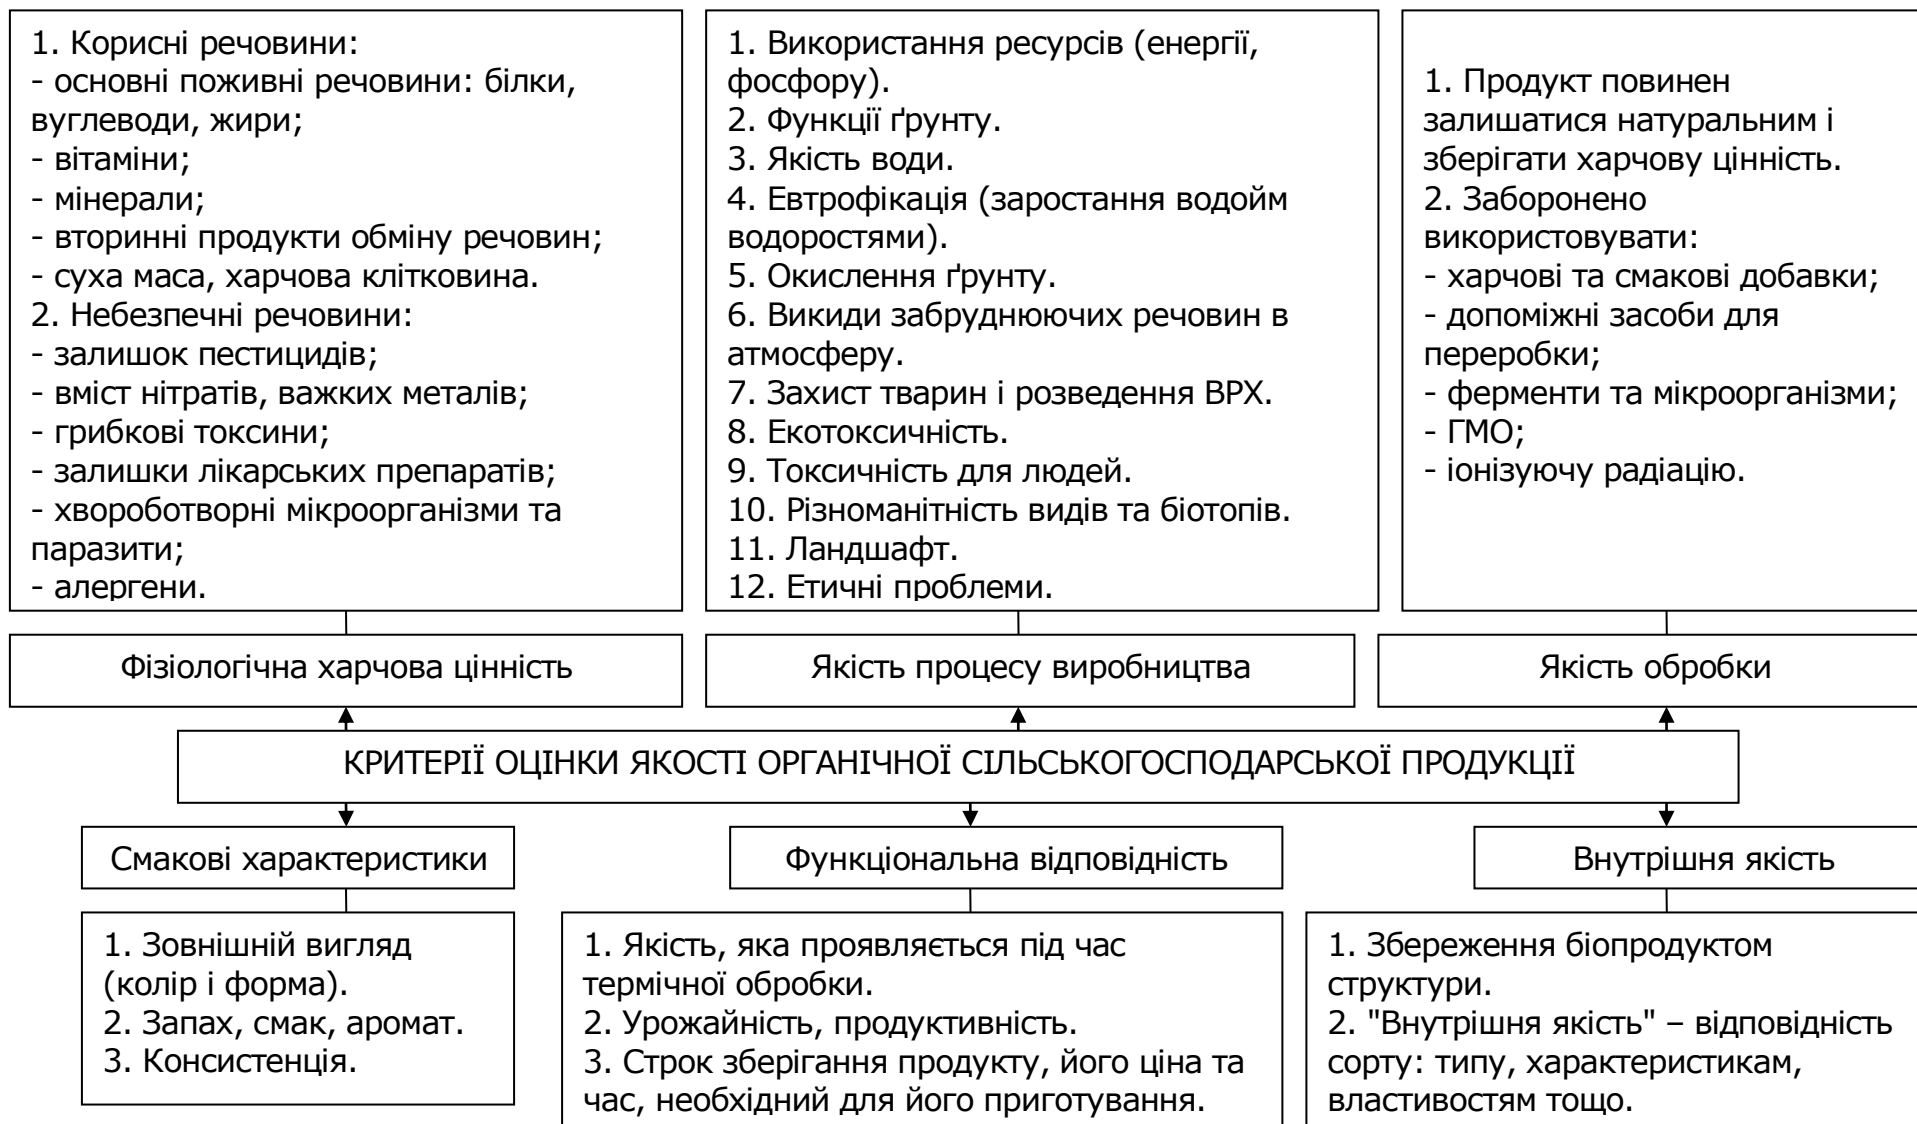 1. Корисні речовини:
- основні поживні речовини: білки,
вуглеводи, жири;
- вітаміни;
- мінерали;
- вторинні продукти обміну речовин;
- суха маса, харчова клітковина.
2. Небезпечні речовини:
- залишок пестицидів;
- вміст нітратів, важких металів;
- грибкові токсини;
- залишки лікарських препаратів;
- хвороботворні мікроорганізми та
паразити;
- алергени.
1. Використання ресурсів (енергії,
фосфору).
2. Функції ґрунту.
3. Якість води.
4. Евтрофікація (заростання водойм
водоростями).
5. Окислення ґрунту.
6. Викиди забруднюючих речовин в
атмосферу.
7. Захист тварин і розведення ВРХ.
8. Екотоксичність.
9. Токсичність для людей.
10. Різноманітність видів та біотопів.
11. Ландшафт.
12. Етичні проблеми.
1. Продукт повинен
залишатися натуральним і
зберігати харчову цінність.
2. Заборонено
використовувати:
- харчові та смакові добавки;
- допоміжні засоби для
переробки;
- ферменти та мікроорганізми;
- ГМО;
- іонізуючу радіацію.
Фізіологічна харчова цінність
Якість процесу виробництва
Якість обробки
КРИТЕРІЇ ОЦІНКИ ЯКОСТІ ОРГАНІЧНОЇ СІЛЬСЬКОГОСПОДАРСЬКОЇ ПРОДУКЦІЇ
Смакові характеристики
Функціональна відповідність
Внутрішня якість
1. Зовнішній вигляд
(колір і форма).
2. Запах, смак, аромат.
3. Консистенція.
1. Якість, яка проявляється під час
термічної обробки.
2. Урожайність, продуктивність.
3. Строк зберігання продукту, його ціна та
час, необхідний для його приготування.
1. Збереження біопродуктом
структури.
2. "Внутрішня якість" – відповідність
сорту: типу, характеристикам,
властивостям тощо.